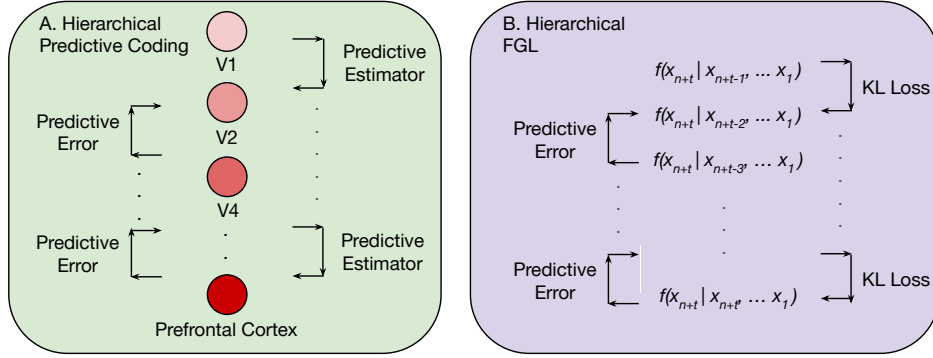 A. Hierarchical
Predictive Coding
V1
Predictive
Estimator
V2
Predictive
Error
V4
Predictive
Error
Predictive
Estimator
Prefrontal Cortex
B. Hierarchical
FGL
f(x_{n+t} | x_{n+t-1}, ... x_1)
KL Loss
f(x_{n+t} | x_{n+t-2}, ... x_1)
Predictive
Error
f(x_{n+t} | x_{n+t-3}, ... x_1)
Predictive
Error
KL Loss
f(x_{n+t} | x_{n+t}, ... x_1)